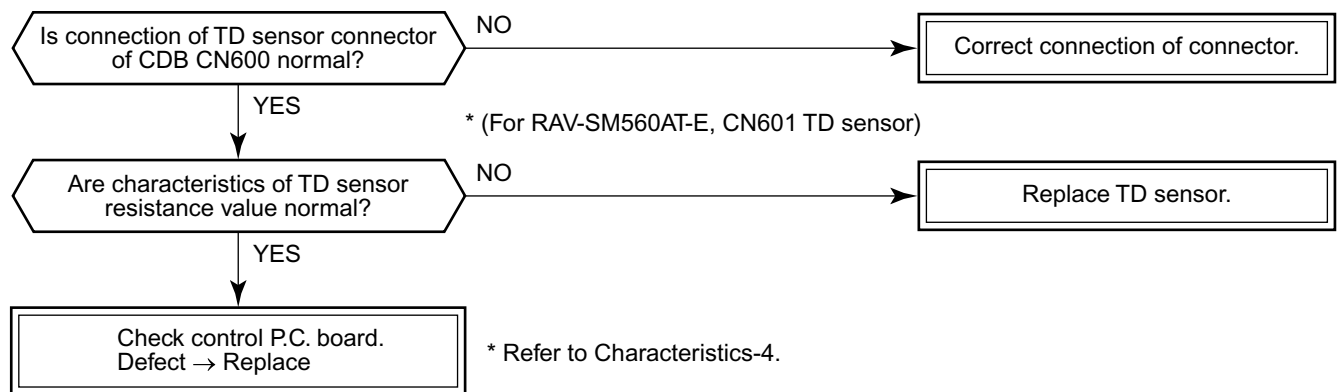 Is connection of TD sensor connector
of CDB CN600 normal?
NO
Correct connection of connector.
YES
* (For RAV-SM560AT-E, CN601 TD sensor)
Are characteristics of TD sensor
resistance value normal?
NO
Replace TD sensor.
YES
Check control P.C. board.
Defect → Replace
* Refer to Characteristics-4.